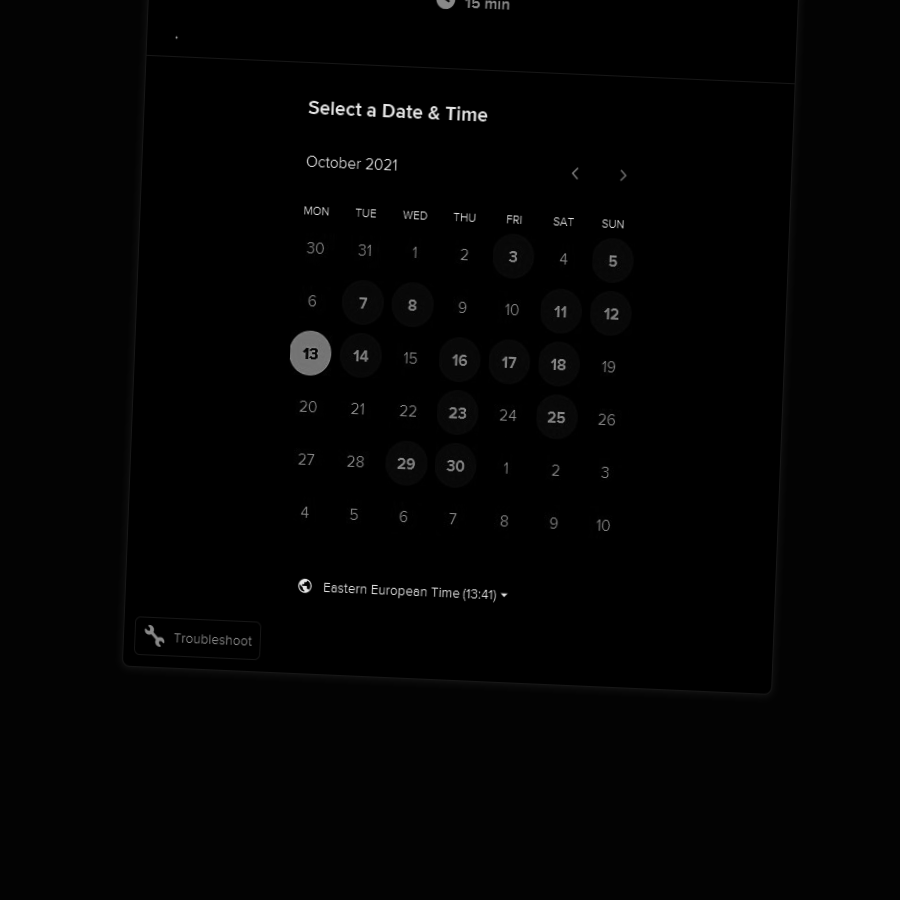 15 min
.
Select a Date & Time
October 2021
MON TUE WED THU FRI SAT SUN
30 31 1 2 3 4 5
6 7 8 9 10 11 12
13 14 15 16 17 18 19
20 21 22 23 24 25 26
27 28 29 30 1 2 3
4 5 6 7 8 9 10
Eastern European Time (13:41)
Troubleshoot